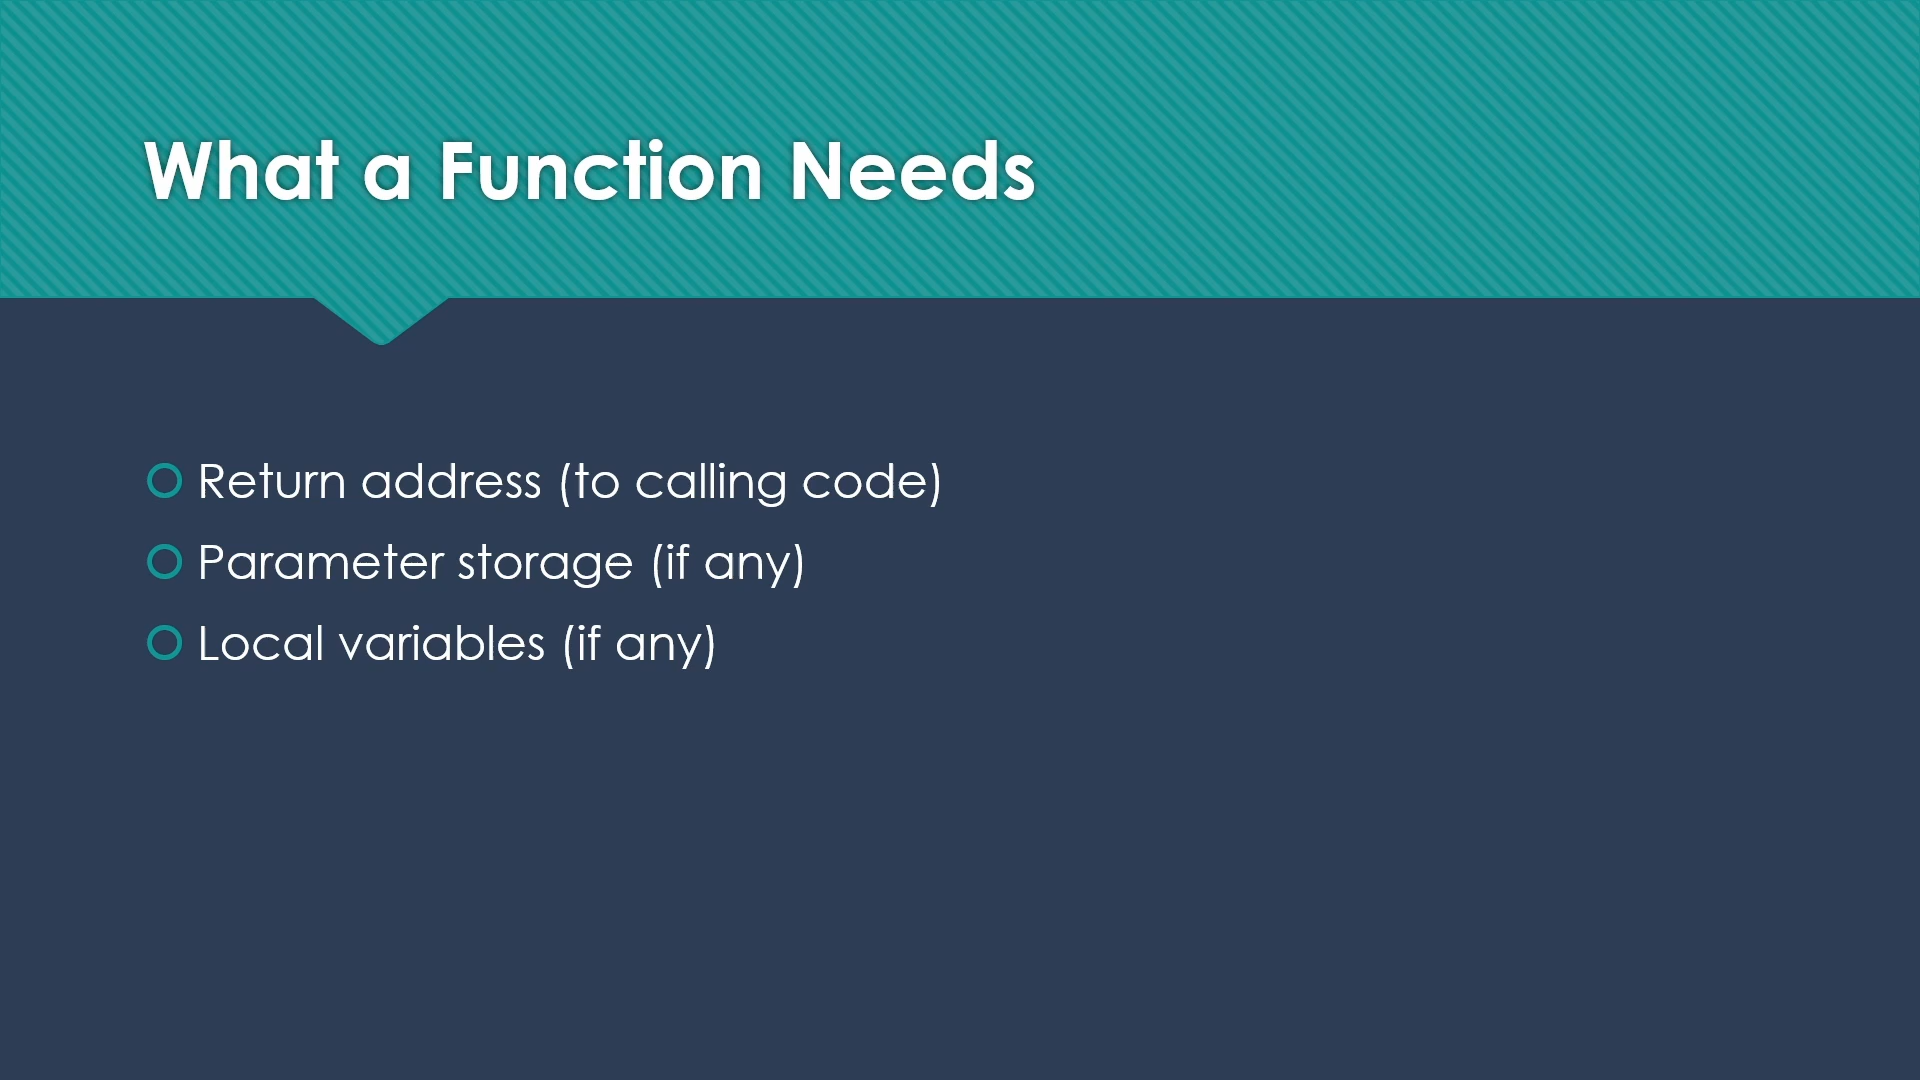 What a Function Needs
Return address (to calling code)
Parameter storage (if any)
Local variables (if any)